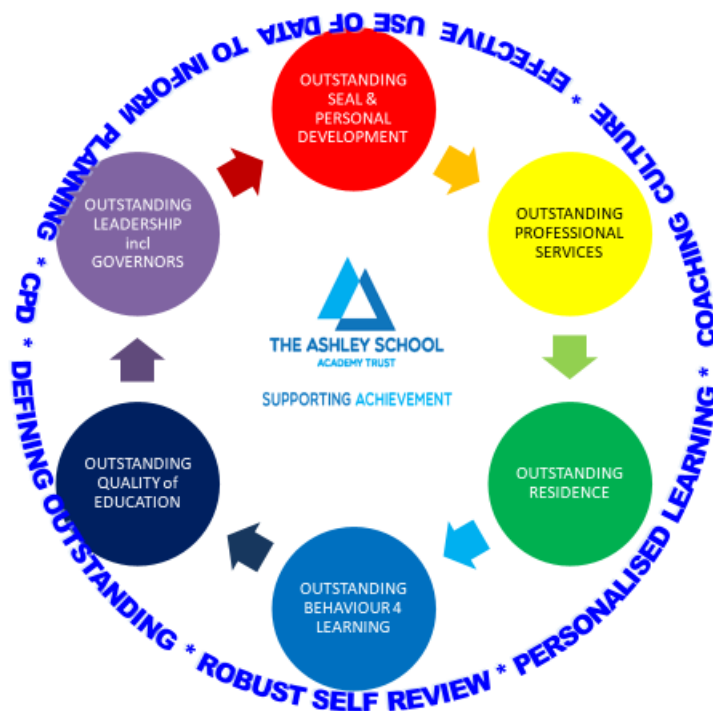 OUTSTANDING
SEAL &
PERSONAL
DEVELOPMENT
OUTSTANDING
PROFESSIONAL
SERVICES
OUTSTANDING
RESIDENCE
OUTSTANDING
BEHAVIOUR 4
LEARNING
OUTSTANDING
QUALITY of
EDUCATION
OUTSTANDING
LEADERSHIP
incl
GOVERNORS
THE ASHLEY SCHOOL
ACADEMY TRUST
SUPPORTING ACHIEVEMENT
DEFINING OUTSTANDING * ROBUST SELF REVIEW * PERSONALISED LEARNING * COACHING CULTURE * EFFECTIVE USE OF DATA TO INFORM PLANNING * CPD *